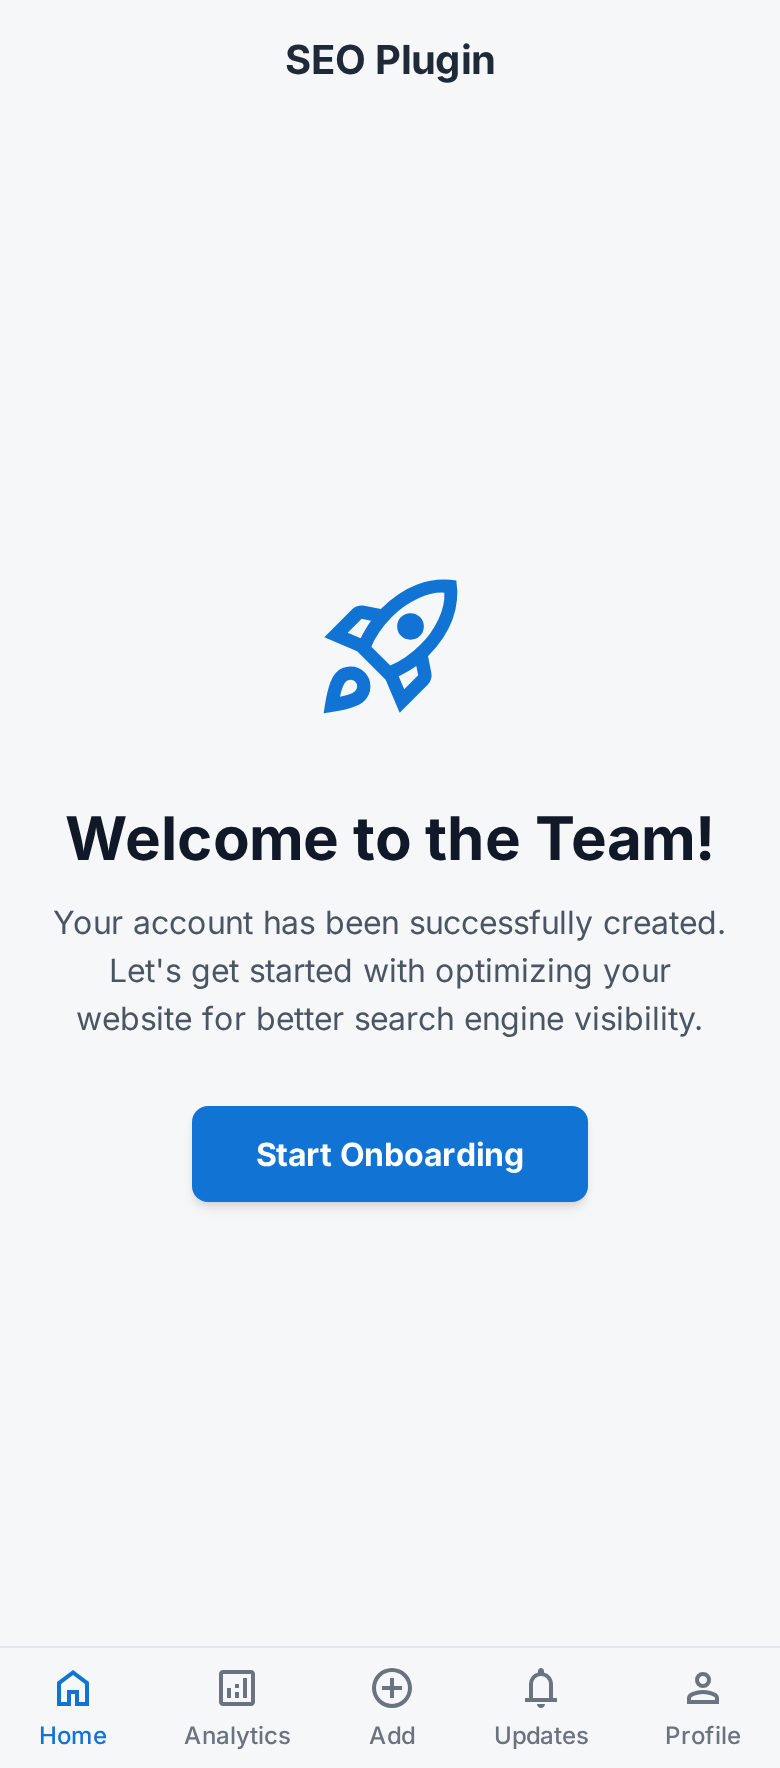 SEO Plugin
Welcome to the Team!
Your account has been successfully created.
Let's get started with optimizing your
website for better search engine visibility.
Start Onboarding
Home
Analytics
Add
Updates
Profile